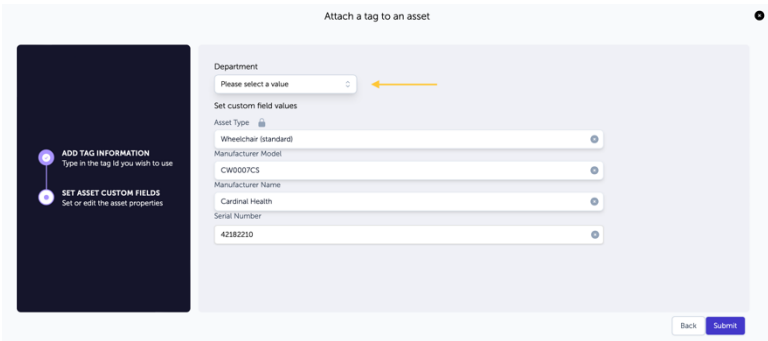 Attach a tag to an asset
ADD TAG INFORMATION
Type in the tag Id you wish to use
SET ASSET CUSTOM FIELDS
Set or edit the asset properties
Department
Please select a value
Set custom field values
Asset Type
Wheelchair (standard)
Manufacturer Model
CW0007CS
Manufacturer Name
Cardinal Health
Serial Number
42182210
Back
Submit